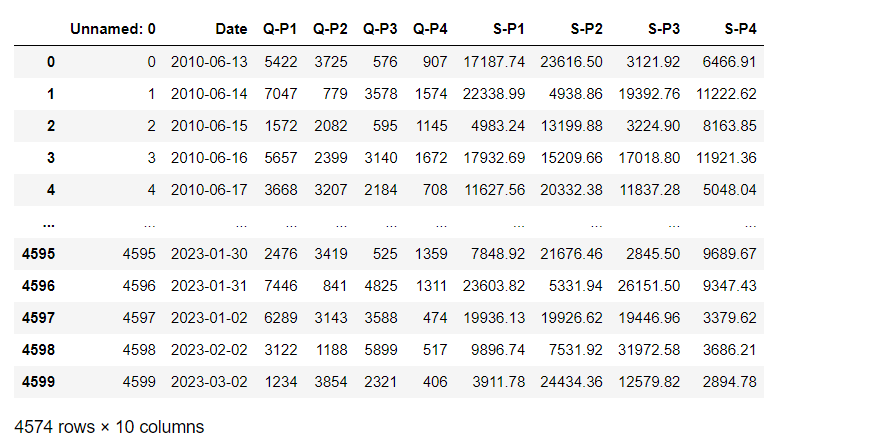 Unnamed: 0 Date Q-P1 Q-P2 Q-P3 Q-P4 S-P1 S-P2 S-P3 S-P4
0 0 2010-06-13 5422 3725 576 907 17187.74 23616.50 3121.92 6466.91
1 1 2010-06-14 7047 779 3578 1574 22338.99 4938.86 19392.76 11222.62
2 2 2010-06-15 1572 2082 595 1145 4983.24 13199.88 3224.90 8163.85
3 3 2010-06-16 5657 2399 3140 1672 17932.69 15209.66 17018.80 11921.36
4 4 2010-06-17 3668 3207 2184 708 11627.56 20332.38 11837.28 5048.04
... ... ... ... ... ... ... ... ... ... ...
4595 4595 2023-01-30 2476 3419 525 1359 7848.92 21676.46 2845.50 9689.67
4596 4596 2023-01-31 7446 841 4825 1311 23603.82 5331.94 26151.50 9347.43
4597 4597 2023-01-02 6289 3143 3588 474 19936.13 19926.62 19446.96 3379.62
4598 4598 2023-02-02 3122 1188 5899 517 9896.74 7531.92 31972.58 3686.21
4599 4599 2023-03-02 1234 3854 2321 406 3911.78 24434.36 12579.82 2894.78
4574 rows × 10 columns